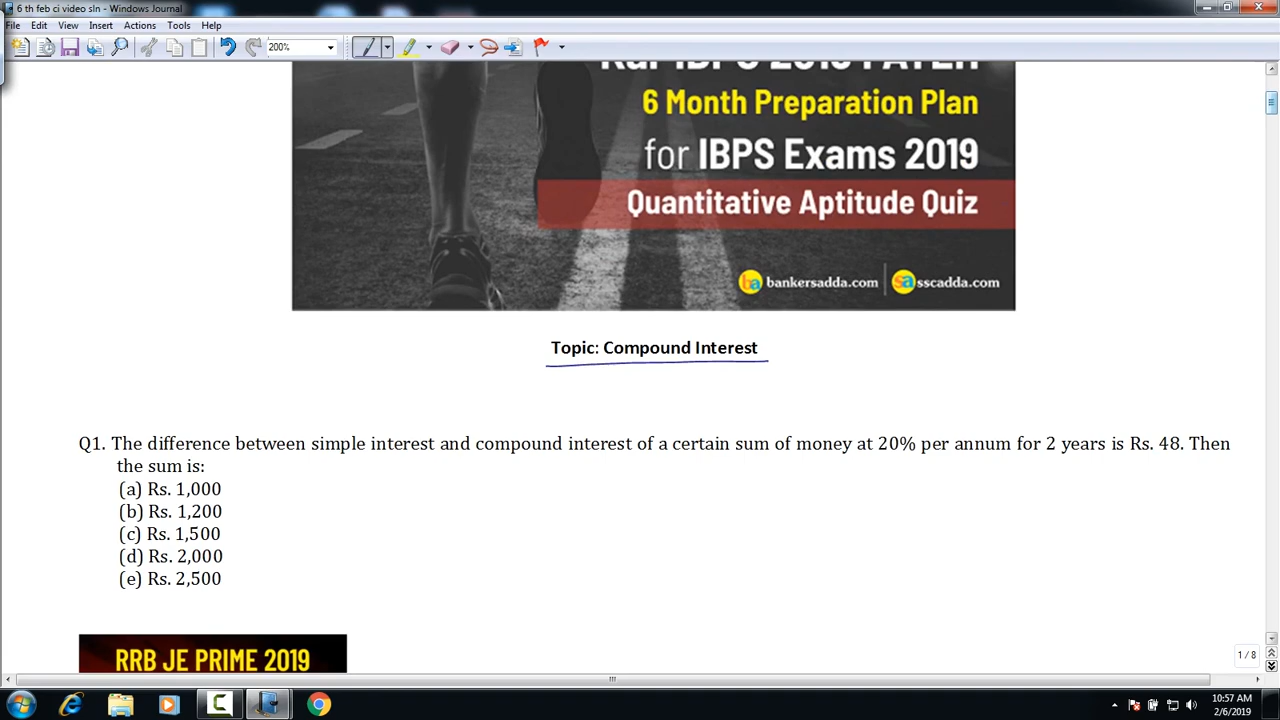 6 th feb ci video sln - Windows Journal
File Edit View Insert Actions Tools Help
200%
6 Month Preparation Plan
for IBPS Exams 2019
Quantitative Aptitude Quiz
ba bankersadda.com sa sscadda.com
Topic: Compound Interest
Q1. The difference between simple interest and compound interest of a certain sum of money at 20% per annum for 2 years is Rs. 48. Then
the sum is:
(a) Rs. 1,000
(b) Rs. 1,200
(c) Rs. 1,500
(d) Rs. 2,000
(e) Rs. 2,500
RRB JE PRIME 2019
1 / 8
10:57 AM
2/6/2019